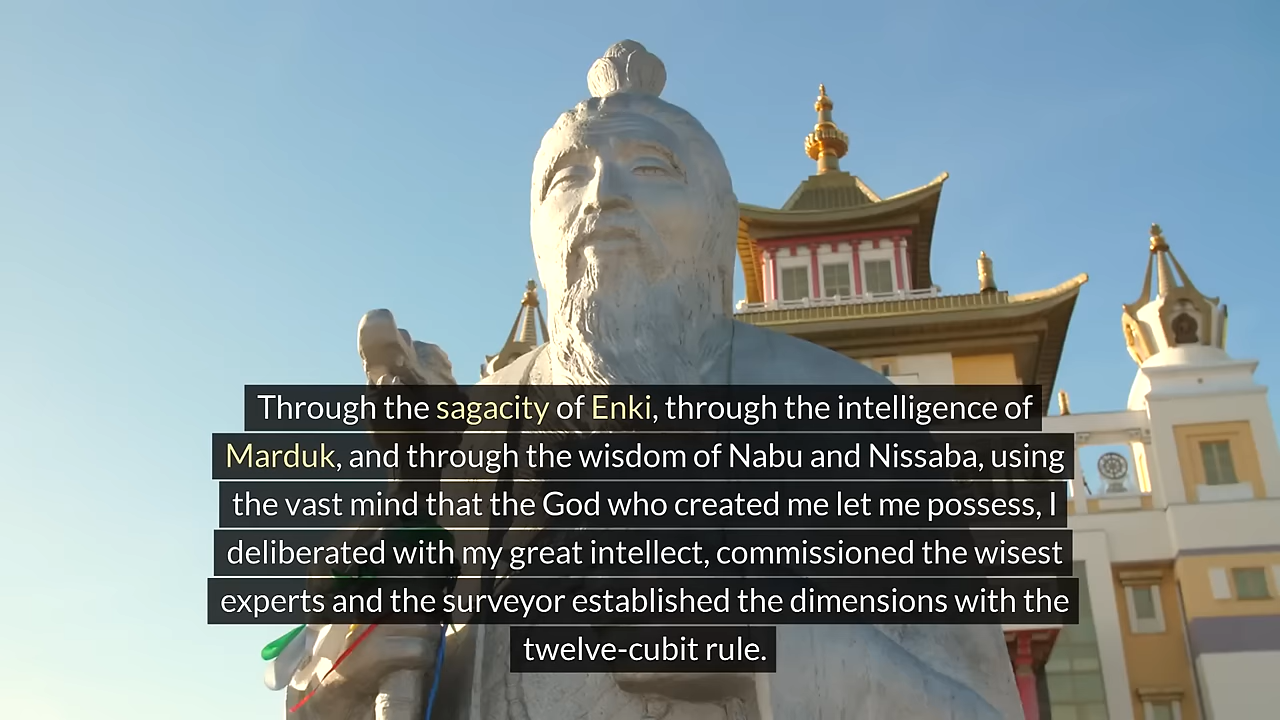 Through the sagacity of Enki, through the intelligence of
Marduk, and through the wisdom of Nabu and Nissaba, using
the vast mind that the God who created me let me possess, I
deliberated with my great intellect, commissioned the wisest
experts and the surveyor established the dimensions with the
twelve-cubit rule.